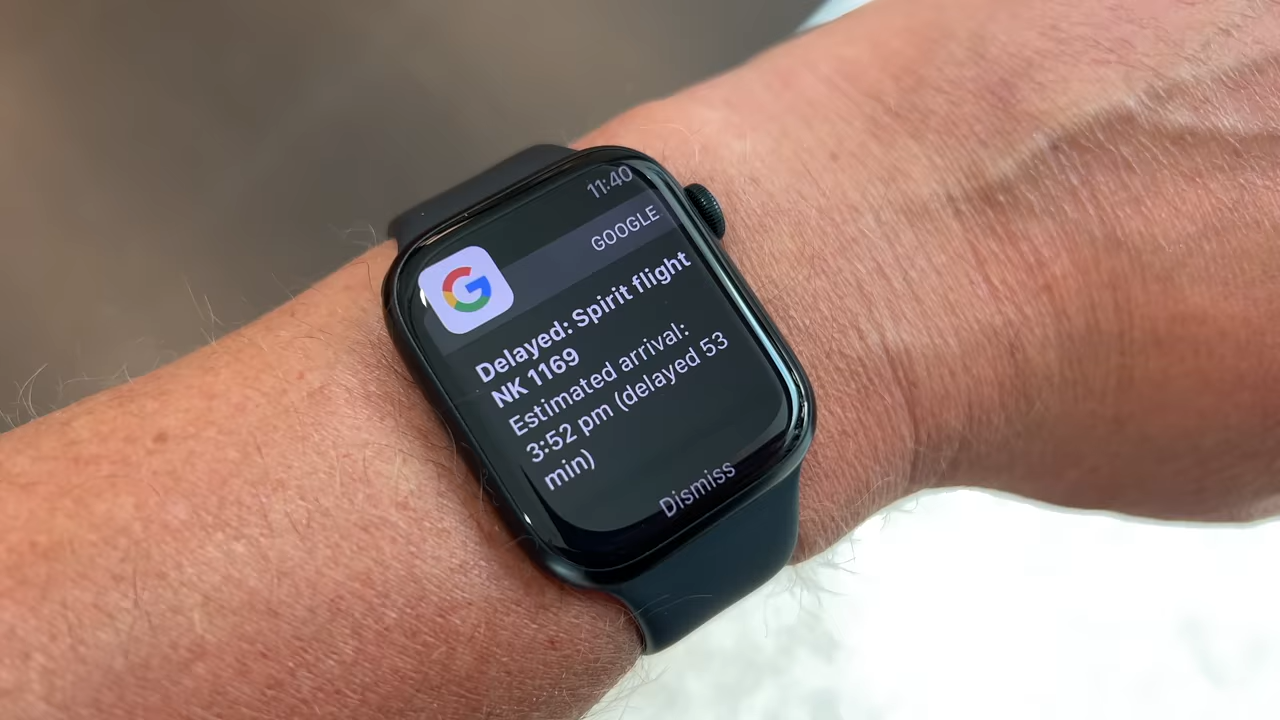 11:40
GOOGLE
Delayed: Spirit flight
NK 1169
Estimated arrival:
3:52 pm (delayed 53
min)
Dismiss